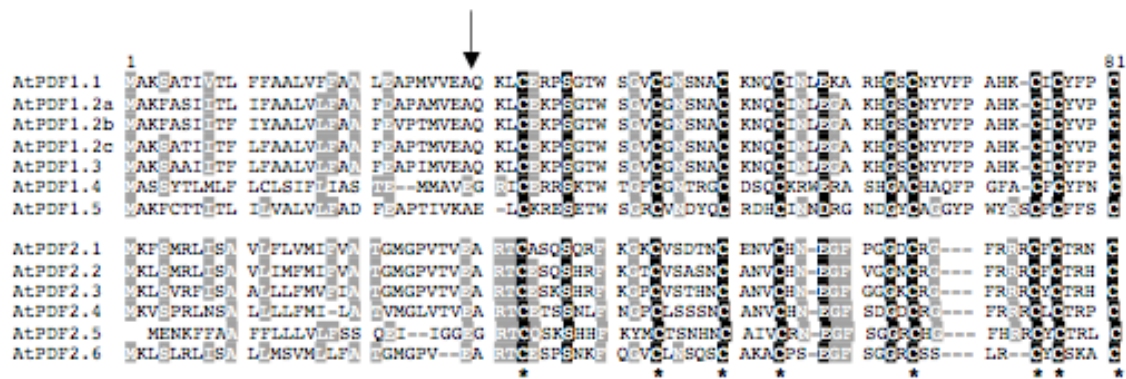 1 81
AtPDF1.1 MAKSATIVTL FFAALVFFAA LEAPMVVEAQ KLCERPSGTW SGVCGNSNAC KNQCINLEKA RHGSCNYVFP AHK-CICYFP C
AtPDF1.2a MAKFASIITL IFAALVLFAA FDAPAMVEAQ KLCEKPSGTW SGVCGNSNAC KNQCINLEGA KHGSCNYVFP AHK-CICYVP C
AtPDF1.2b MAKFASIITF IYAALVLFAA FEVPTMVEAQ KLCEKPSGTW SGVCGNSNAC KNQCINLEGA KHGSCNYVFP AHK-CICYVP C
AtPDF1.2c MAKSATIITF LFAALVLFAA FEAPTMVEAQ KLCEKPSGTW SGVCGNSNAC KNQCINLEGA KHGSCNYVFP AHK-CICYVP C
AtPDF1.3 MAKSAAIITF LFAALVLFAA FEAPIMVEAQ KLCEKPSGTW SGVCGNSNAC KNQCINLEGA KHGSCNYVFP AHK-CICYVP C
AtPDF1.4 MASSYTLMLF LCLSIFLIAS TE--MMAVEG RICERRSKTW TGFCGNTRGC DSQCKRWERA SHGACHAQFP GFA-CFCYFN C
AtPDF1.5 MAKFCTTITL ILVALVLFAD FEAPTIVKAE -LCKRESETW SGRCVNDYQC RDHCINNDRG NDGYCAGGYP WYRSCFCFFS C
AtPDF2.1 MKFSMRLISA VLFLVMIFVA TGMGPVTVEA RTCASQSQRF KGKCVSDTNC ENVCHN-EGF PGGDCRG--- FRRRCFCTRN C
AtPDF2.2 MKLSMRLISA VLIMFMIFVA TGMGPVTVEA RTCESQSHRF KGTCVSASNC ANVCHN-EGF VGGNCRG--- FRRRCFCTRH C
AtPDF2.3 MKLSVRFISA ALLLFMVFIA TGMGPVTVEA RTCESKSHRF KGPCVSTHNC ANVCHN-EGF GGGKCRG--- FRRRCYCTRH C
AtPDF2.4 MKVSPRLNSA LLLLFMI-LA TVMGLVTVEA RTCETSSNLF NGPCLSSSNC ANVCHN-EGF SDGDCRG--- FRRRCLCTRP C
AtPDF2.5 MENKFFAA FFLLLVLFSS QEI--IGGEG RTCQSKSHHF KYMCTSNHNC AIVCRN-EGF SGGRCHG--- FHRRCYCTRL C
AtPDF2.6 MKLSLRLISA LLMSVMLLFA TGMGPV--EA RTCESPSNKF QGVCLNSQSC AKACPS-EGF SGGRCSS--- LR--CYCSKA C
* * * * * * * *